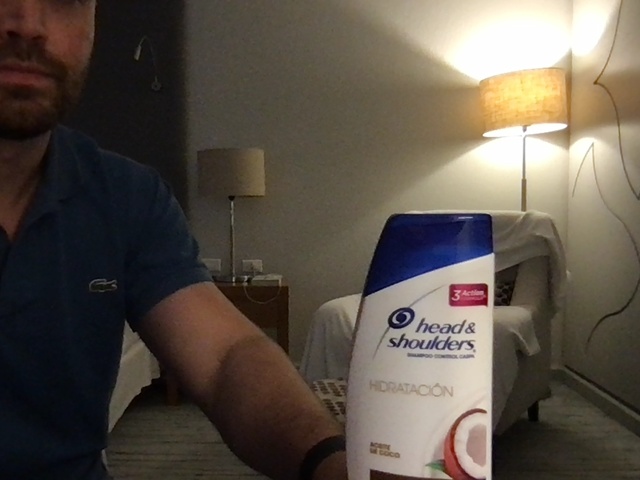 3 Action
head &
shoulders
SHAMPOO CONTROL CASPA
HIDRATACIÓN
ACEITE
DE COCO